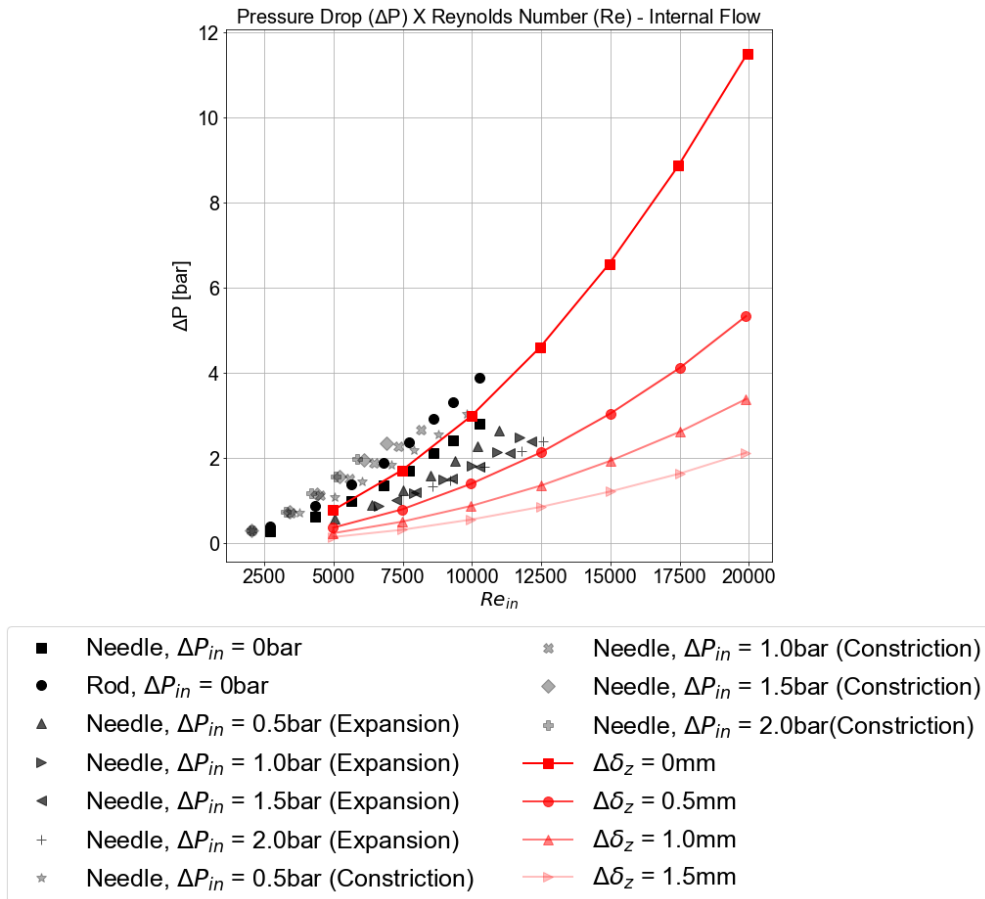 Pressure Drop (ΔP) X Reynolds Number (Re) - Internal Flow
12
10
8
6
4
2
0
ΔP [bar]
2500 5000 7500 10000 12500 15000 17500 20000
Re_in
Needle, ΔP_in = 0bar
Rod, ΔP_in = 0bar
Needle, ΔP_in = 0.5bar (Expansion)
Needle, ΔP_in = 1.0bar (Expansion)
Needle, ΔP_in = 1.5bar (Expansion)
Needle, ΔP_in = 2.0bar (Expansion)
Needle, ΔP_in = 0.5bar (Constriction)
Needle, ΔP_in = 1.0bar (Constriction)
Needle, ΔP_in = 1.5bar (Constriction)
Needle, ΔP_in = 2.0bar(Constriction)
Δδ_z = 0mm
Δδ_z = 0.5mm
Δδ_z = 1.0mm
Δδ_z = 1.5mm